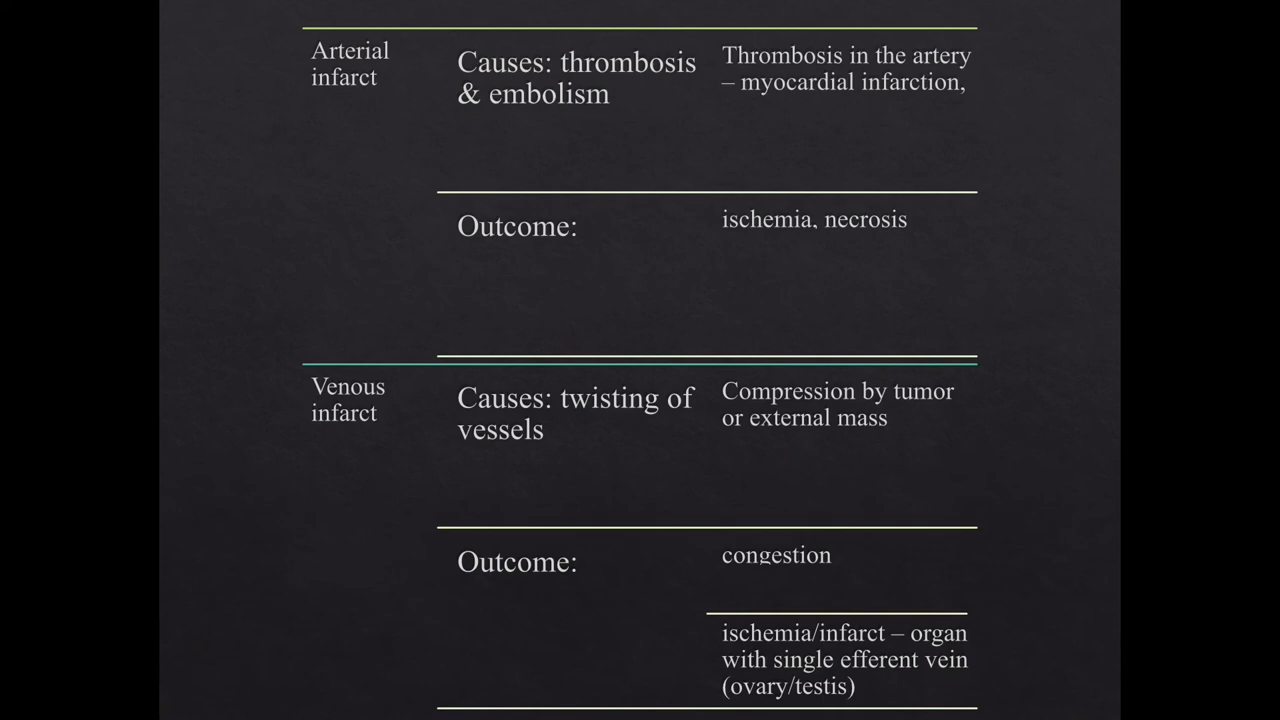 Arterial
infarct
Causes: thrombosis
& embolism
Thrombosis in the artery
– myocardial infarction,
Outcome:
ischemia, necrosis
Venous
infarct
Causes: twisting of
vessels
Compression by tumor
or external mass
Outcome:
congestion
ischemia/infarct – organ
with single efferent vein
(ovary/testis)